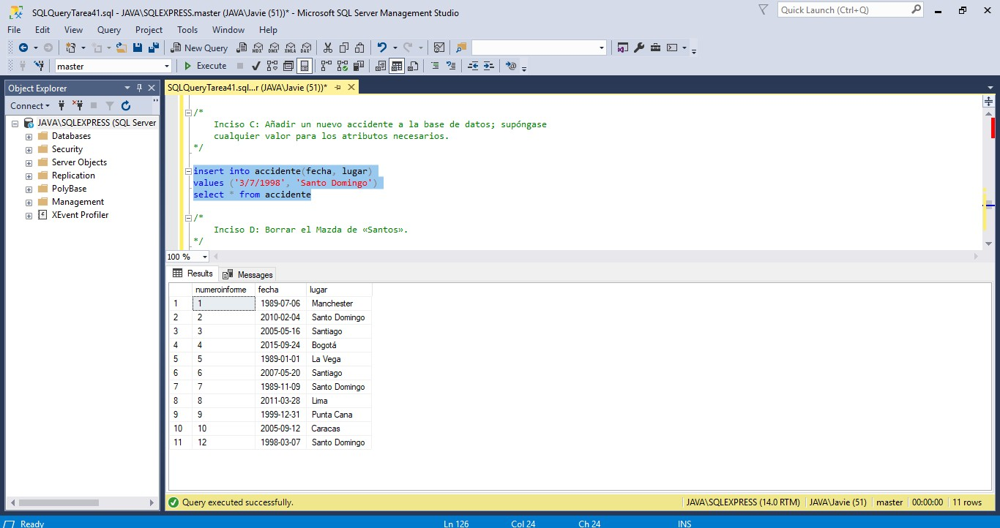 SQLQueryTarea41.sql - JAVA\SQLEXPRESS.master (JAVA\Javie (51))* - Microsoft SQL Server Management Studio
Quick Launch (Ctrl+Q)
File Edit View Query Project Tools Window Help
New Query MDX DMX XMLA DAX
master Execute
Object Explorer
SQLQueryTarea41.sql...r (JAVA\Javie (51))*
Connect
JAVA\SQLEXPRESS (SQL Server
Databases
Security
Server Objects
Replication
PolyBase
Management
XEvent Profiler
/*
Inciso C: Añadir un nuevo accidente a la base de datos; supóngase
cualquier valor para los atributos necesarios.
*/
insert into accidente(fecha, lugar)
values ('3/7/1998', 'Santo Domingo')
select * from accidente
/*
Inciso D: Borrar el Mazda de «Santos».
*/
100 %
Results Messages
numeroinforme fecha lugar
1 1 1989-07-06 Manchester
2 2 2010-02-04 Santo Domingo
3 3 2005-05-16 Santiago
4 4 2015-09-24 Bogotá
5 5 1989-01-01 La Vega
6 6 2007-05-20 Santiago
7 7 1989-11-09 Santo Domingo
8 8 2011-03-28 Lima
9 9 1999-12-31 Punta Cana
10 10 2005-09-12 Caracas
11 12 1998-03-07 Santo Domingo
Query executed successfully. JAVA\SQLEXPRESS (14.0 RTM) JAVA\Javie (51) master 00:00:00 11 rows
Ready Ln 126 Col 24 Ch 24 INS